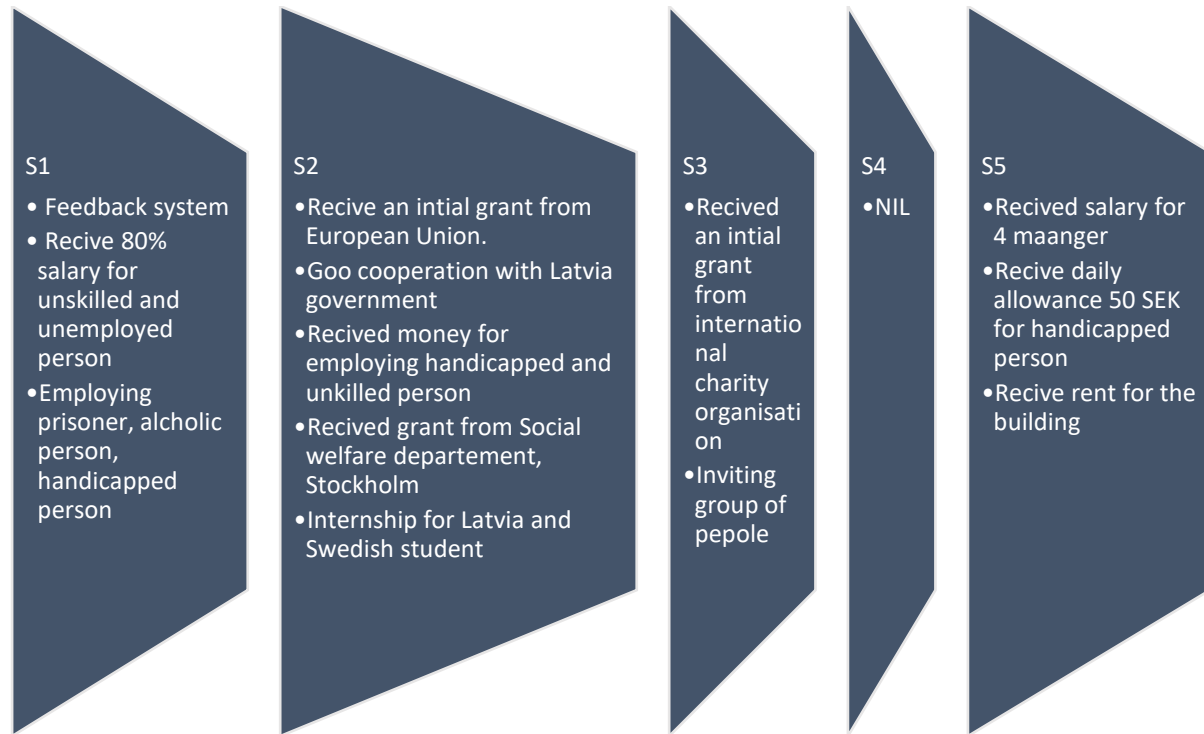 S1
• Feedback system
• Recive 80%
salary for
unskilled and
unemployed
person
•Employing
prisoner, alcholic
person,
handicapped
person
S2
•Recive an intial grant from
European Union.
•Goo cooperation with Latvia
government
•Recived money for
employing handicapped and
unkilled person
•Recived grant from Social
welfare departement,
Stockholm
•Internship for Latvia and
Swedish student
S3
•Recived
an intial
grant
from
internatio
nal
charity
organisati
on
•Inviting
group of
pepole
S4
•NIL
S5
•Recived salary for
4 maanger
•Recive daily
allowance 50 SEK
for handicapped
person
•Recive rent for the
building